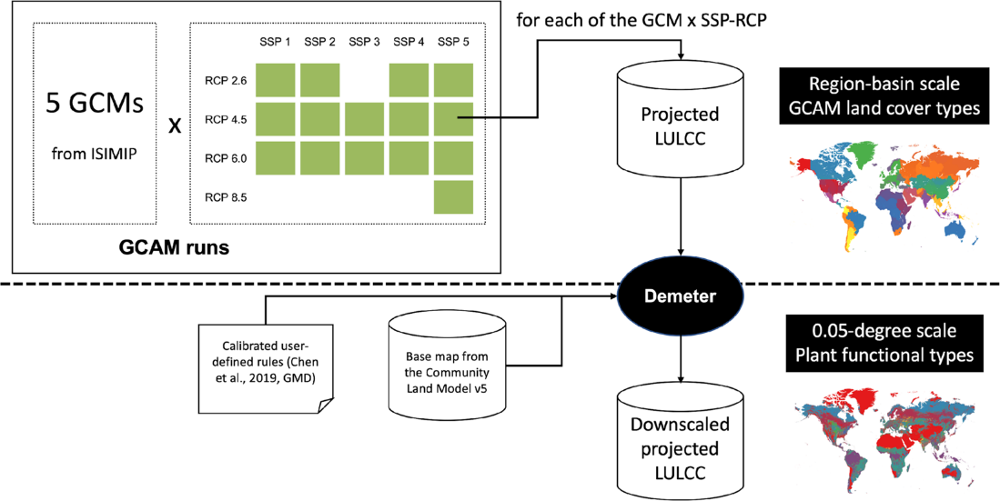 for each of the GCM x SSP-RCP
SSP 1
SSP 2
SSP 3
SSP 4
SSP 5
RCP 2.6
RCP 4.5
RCP 6.0
RCP 8.5
5 GCMs
from ISIMIP
X
GCAM runs
Projected
LULCC
Region-basin scale
GCAM land cover types
Demeter
Calibrated user-
defined rules (Chen
et al., 2019, GMD)
Base map from
the Community
Land Model v5
0.05-degree scale
Plant functional types
Downscaled
projected
LULCC